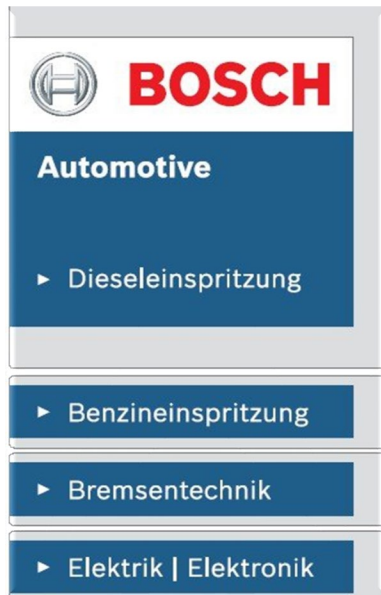 BOSCH
Automotive
► Dieseleinspritzung
► Benzineinspritzung
► Bremsentechnik
► Elektrik | Elektronik